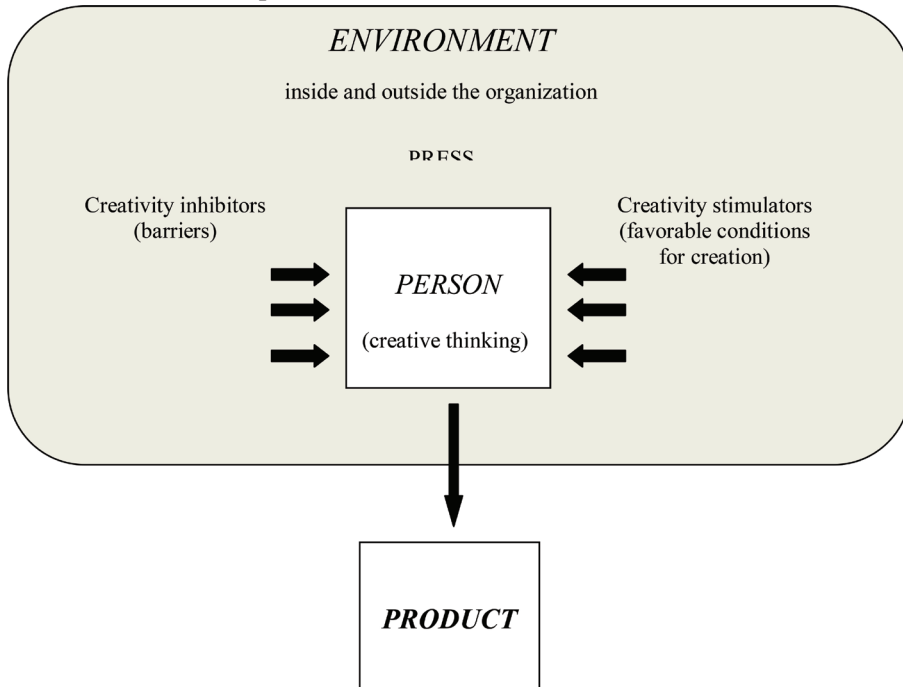 ENVIRONMENT
inside and outside the organization
PRESS
Creativity inhibitors
(barriers)
Creativity stimulators
(favorable conditions
for creation)
PERSON
(creative thinking)
PRODUCT